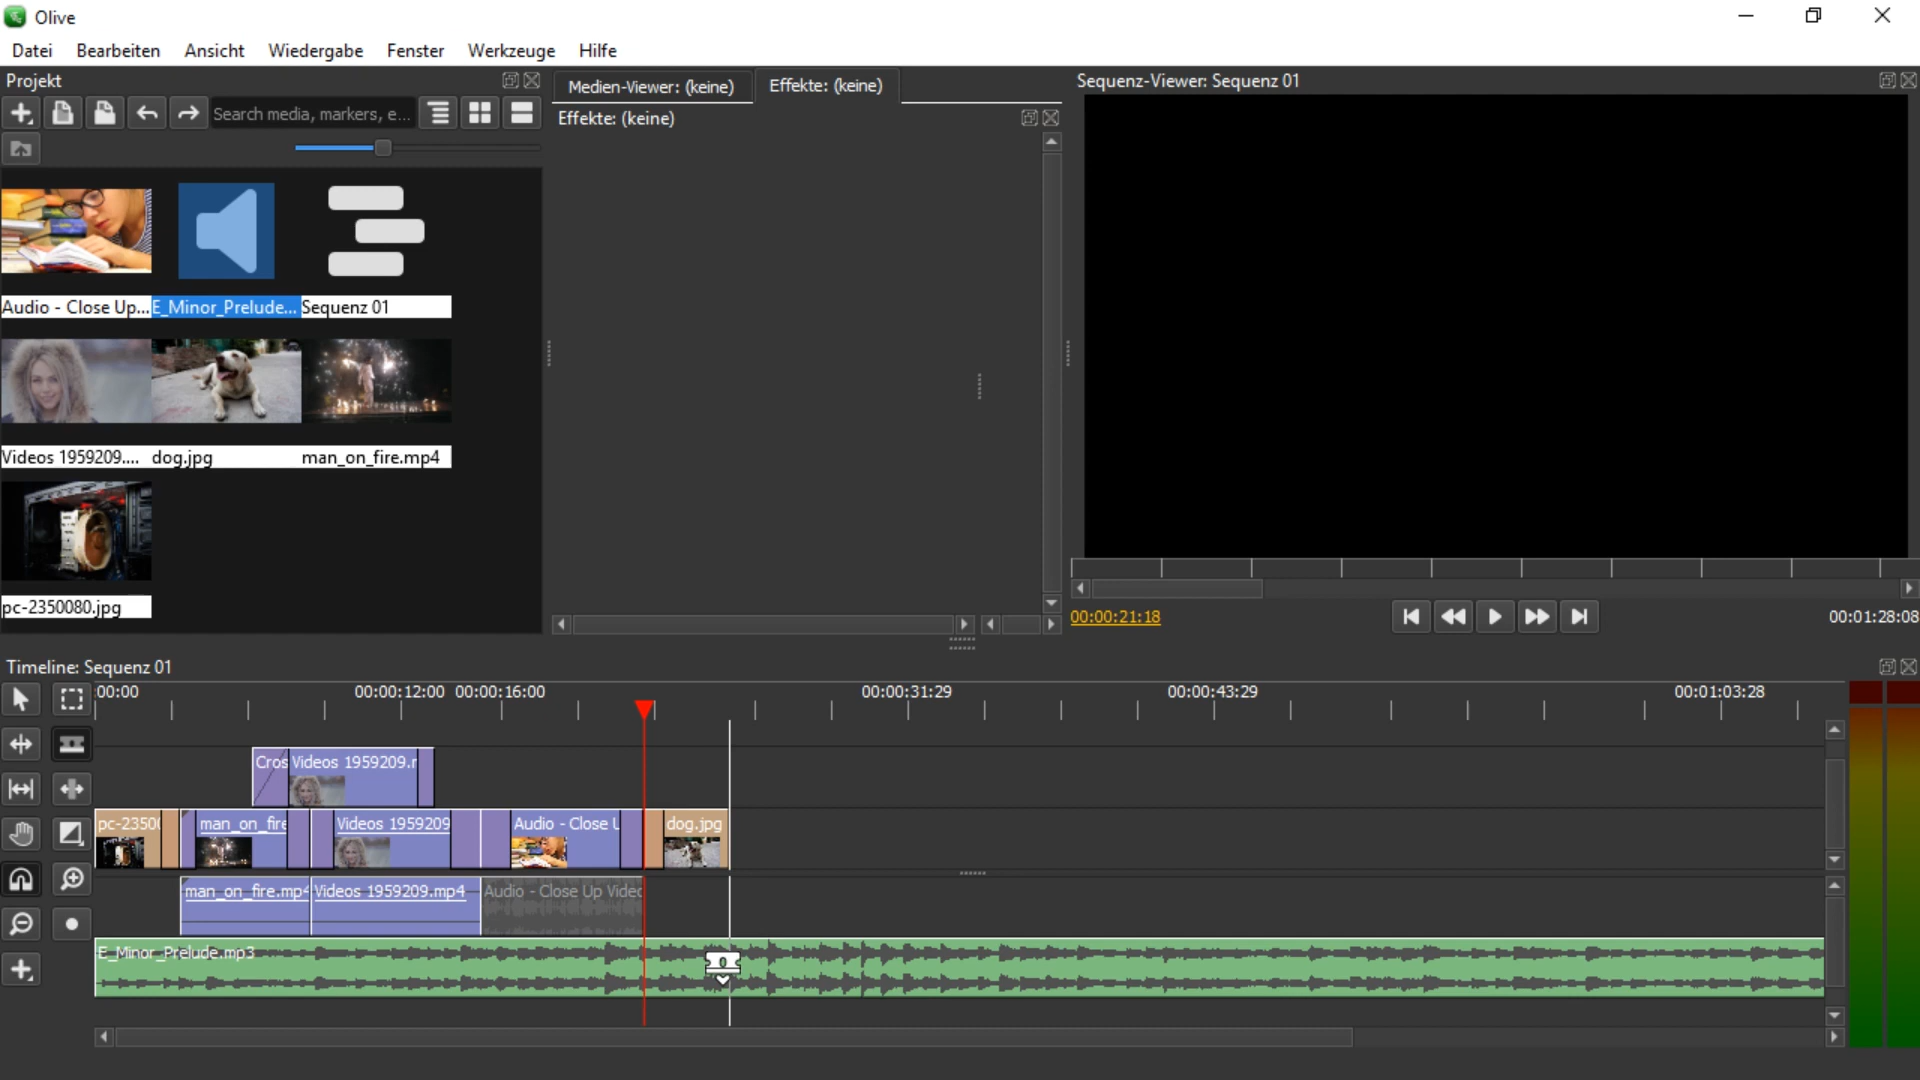 Olive
Datei Bearbeiten Ansicht Wiedergabe Fenster Werkzeuge Hilfe
Projekt
Search media, markers, e...
Audio - Close Up... E_Minor_Prelude... Sequenz 01
Videos 1959209.... dog.jpg man_on_fire.mp4
pc-2350080.jpg
Medien-Viewer: (keine) Effekte: (keine)
Effekte: (keine)
Sequenz-Viewer: Sequenz 01
00:00:21:18
00:01:28:08
Timeline: Sequenz 01
:00:00 00:00:12:00 00:00:16:00 00:00:31:29 00:00:43:29 00:01:03:28
Cros Videos 1959209.r
pc-2350( man_on_fire Videos 1959209 Audio - Close U dog.jpg
man_on_fire.mp4 Videos 1959209.mp4 Audio - Close Up Videc
E_Minor_Prelude.mp3